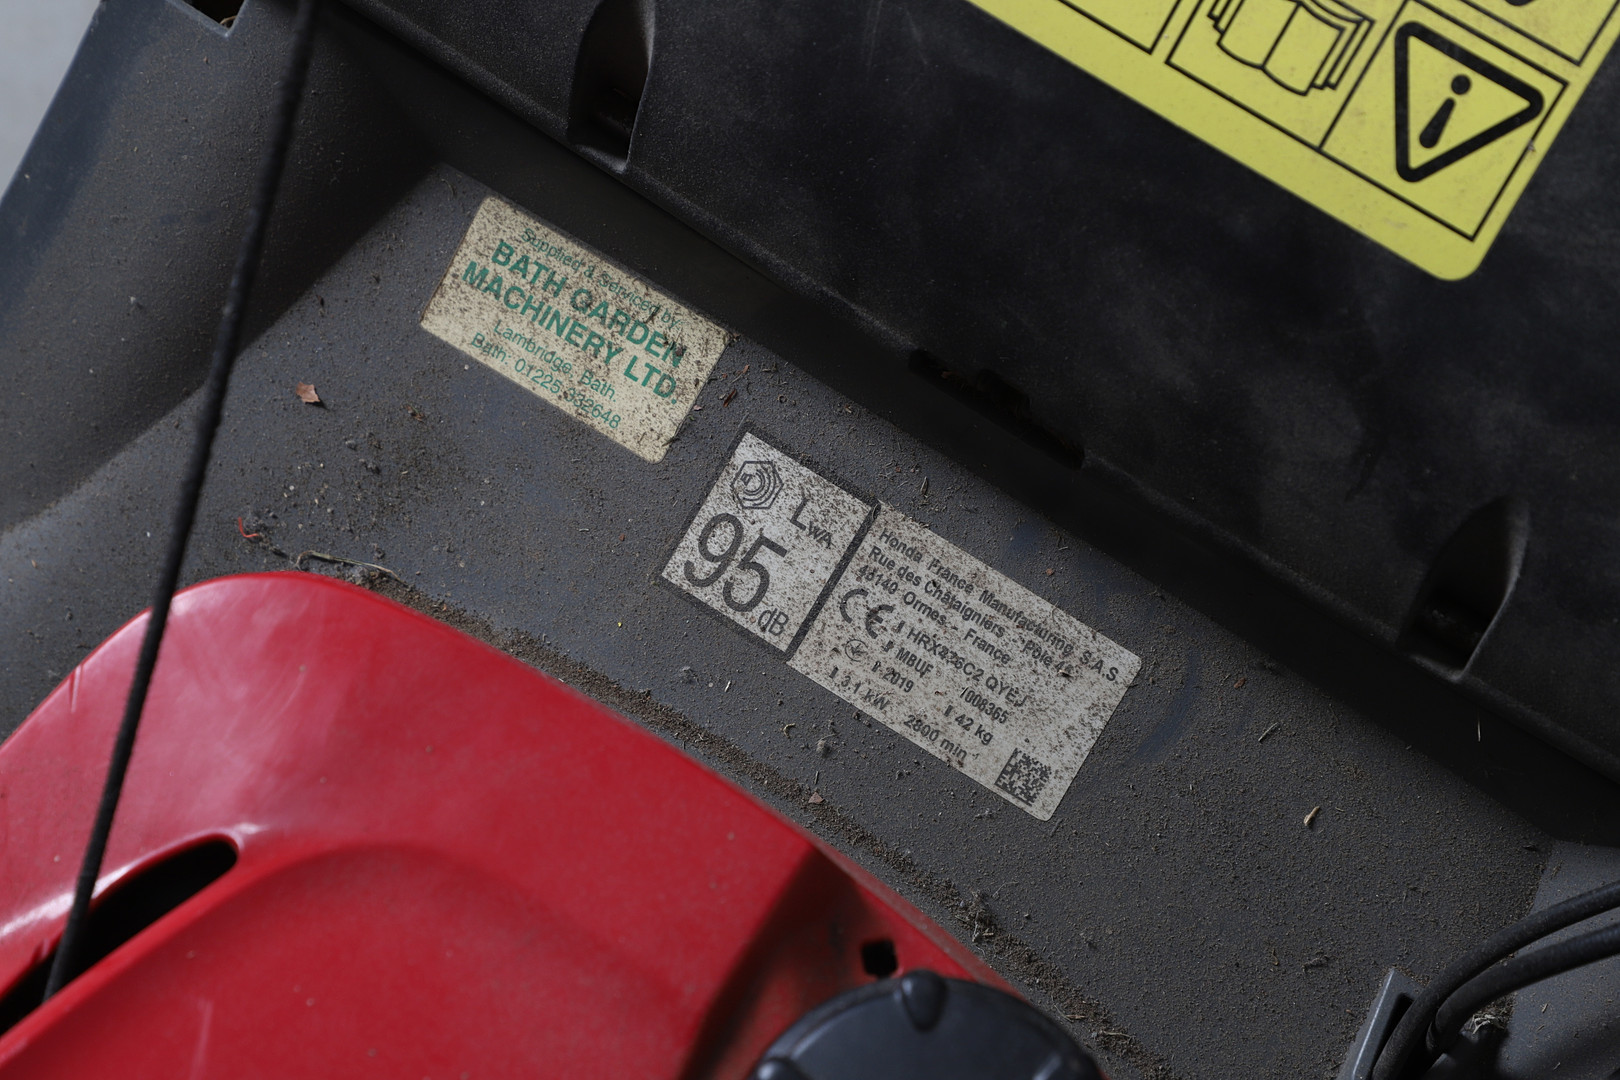 Supplied & Serviced by
BATH GARDEN
MACHINERY LTD.
Lambridge, Bath.
Bath: 01225
LWA
95 dB
Honda France Manufacturing S.A.S.
Rue des Châtaigniers - Pôle 45
45140 Ormes - France
CE HRX426C2 QYEJ
MBUF 1008365
2019 42 kg
3.1 kW 2800 min